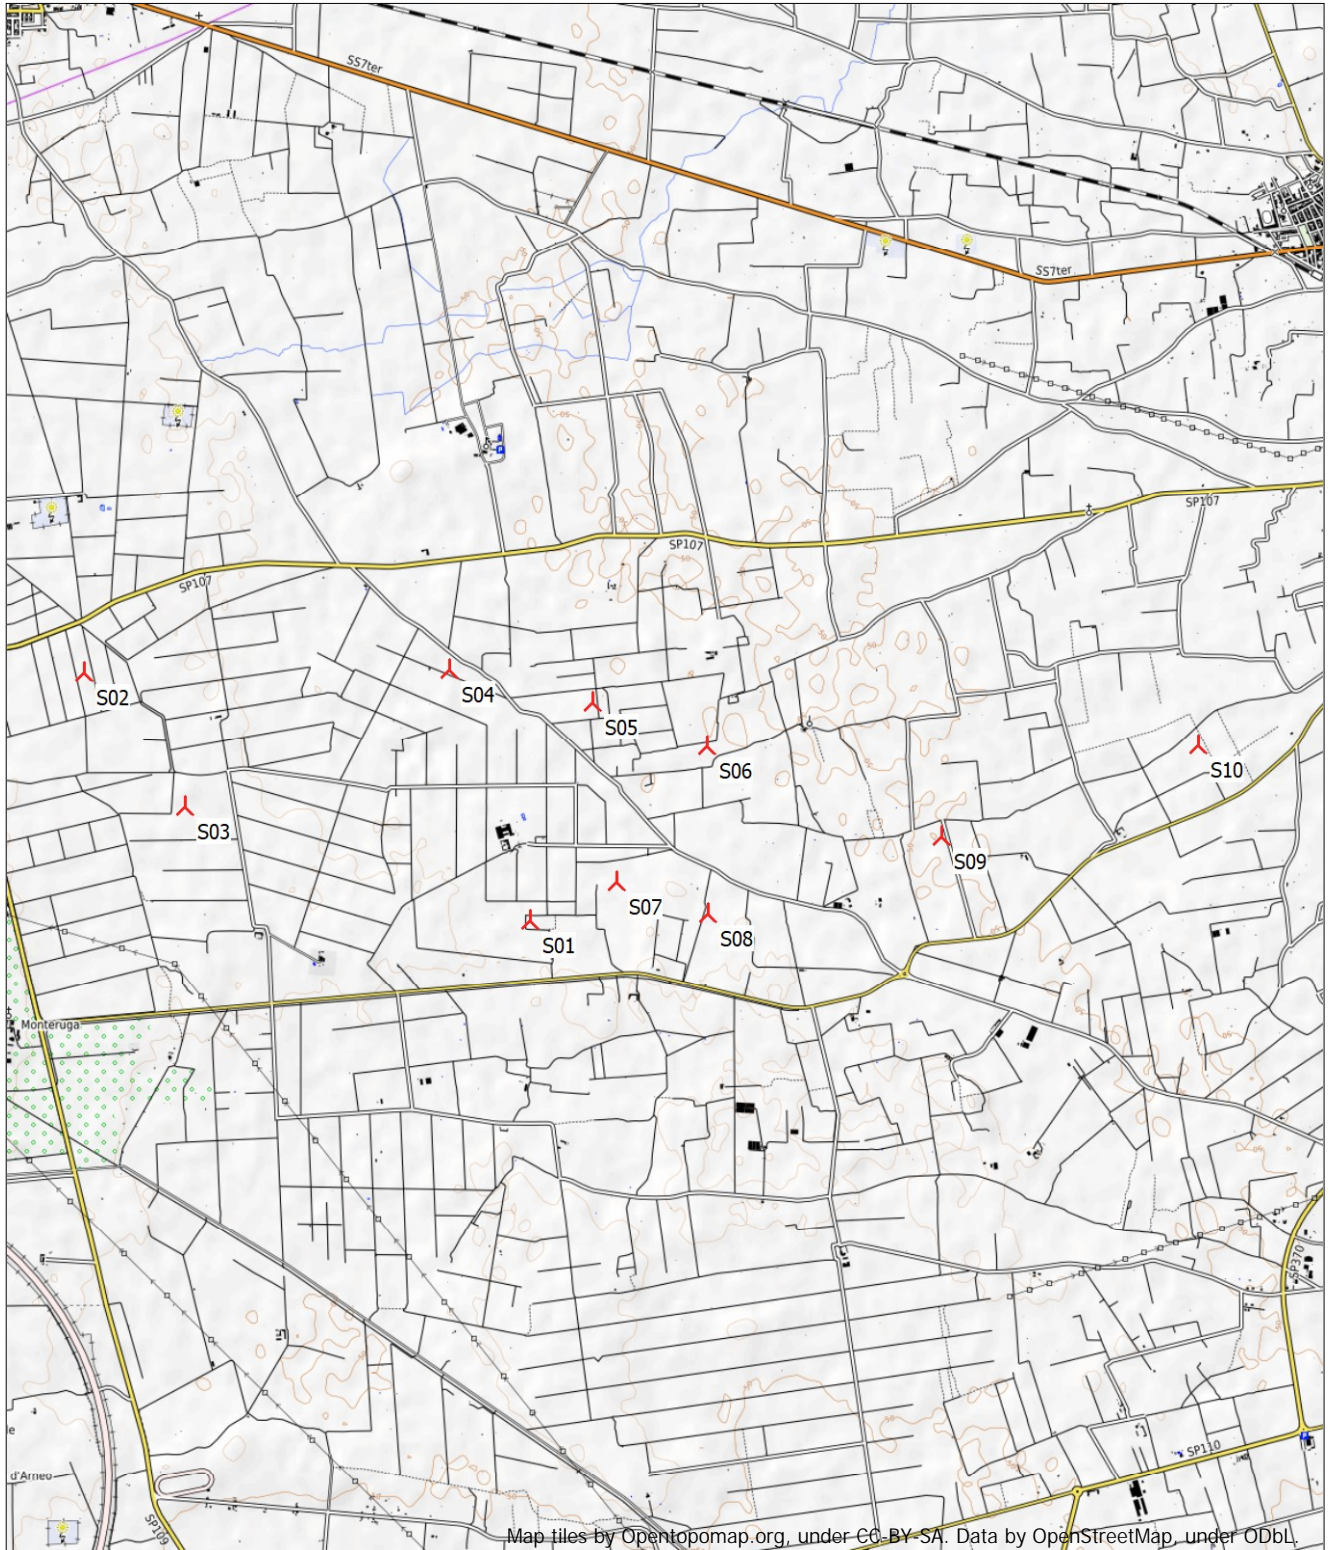 SS7ter
SS7ter
SP107
SP107
SP107
S02
S04
S05
S06
S10
S03
S09
S07
S08
S01
Monteruga
SP370
d'Arneo
SP110
SP109
Map tiles by Opentopomap.org, under CC-BY-SA. Data by OpenStreetMap, under ODbL.